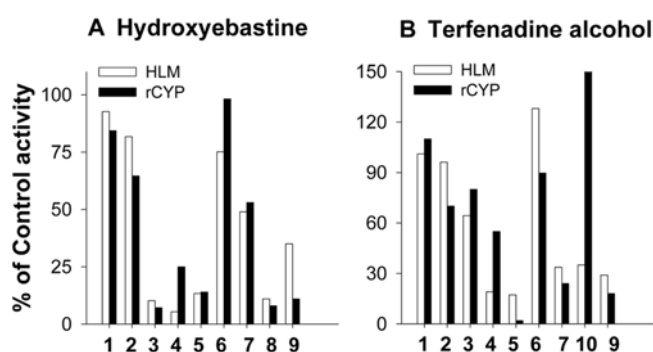 A Hydroxyebastine
HLM
rCYP
% of Control activity
100
75
50
25
0
1 2 3 4 5 6 7 8 9
B Terfenadine alcohol
HLM
rCYP
150
120
90
60
30
0
1 2 3 4 5 6 7 10 9